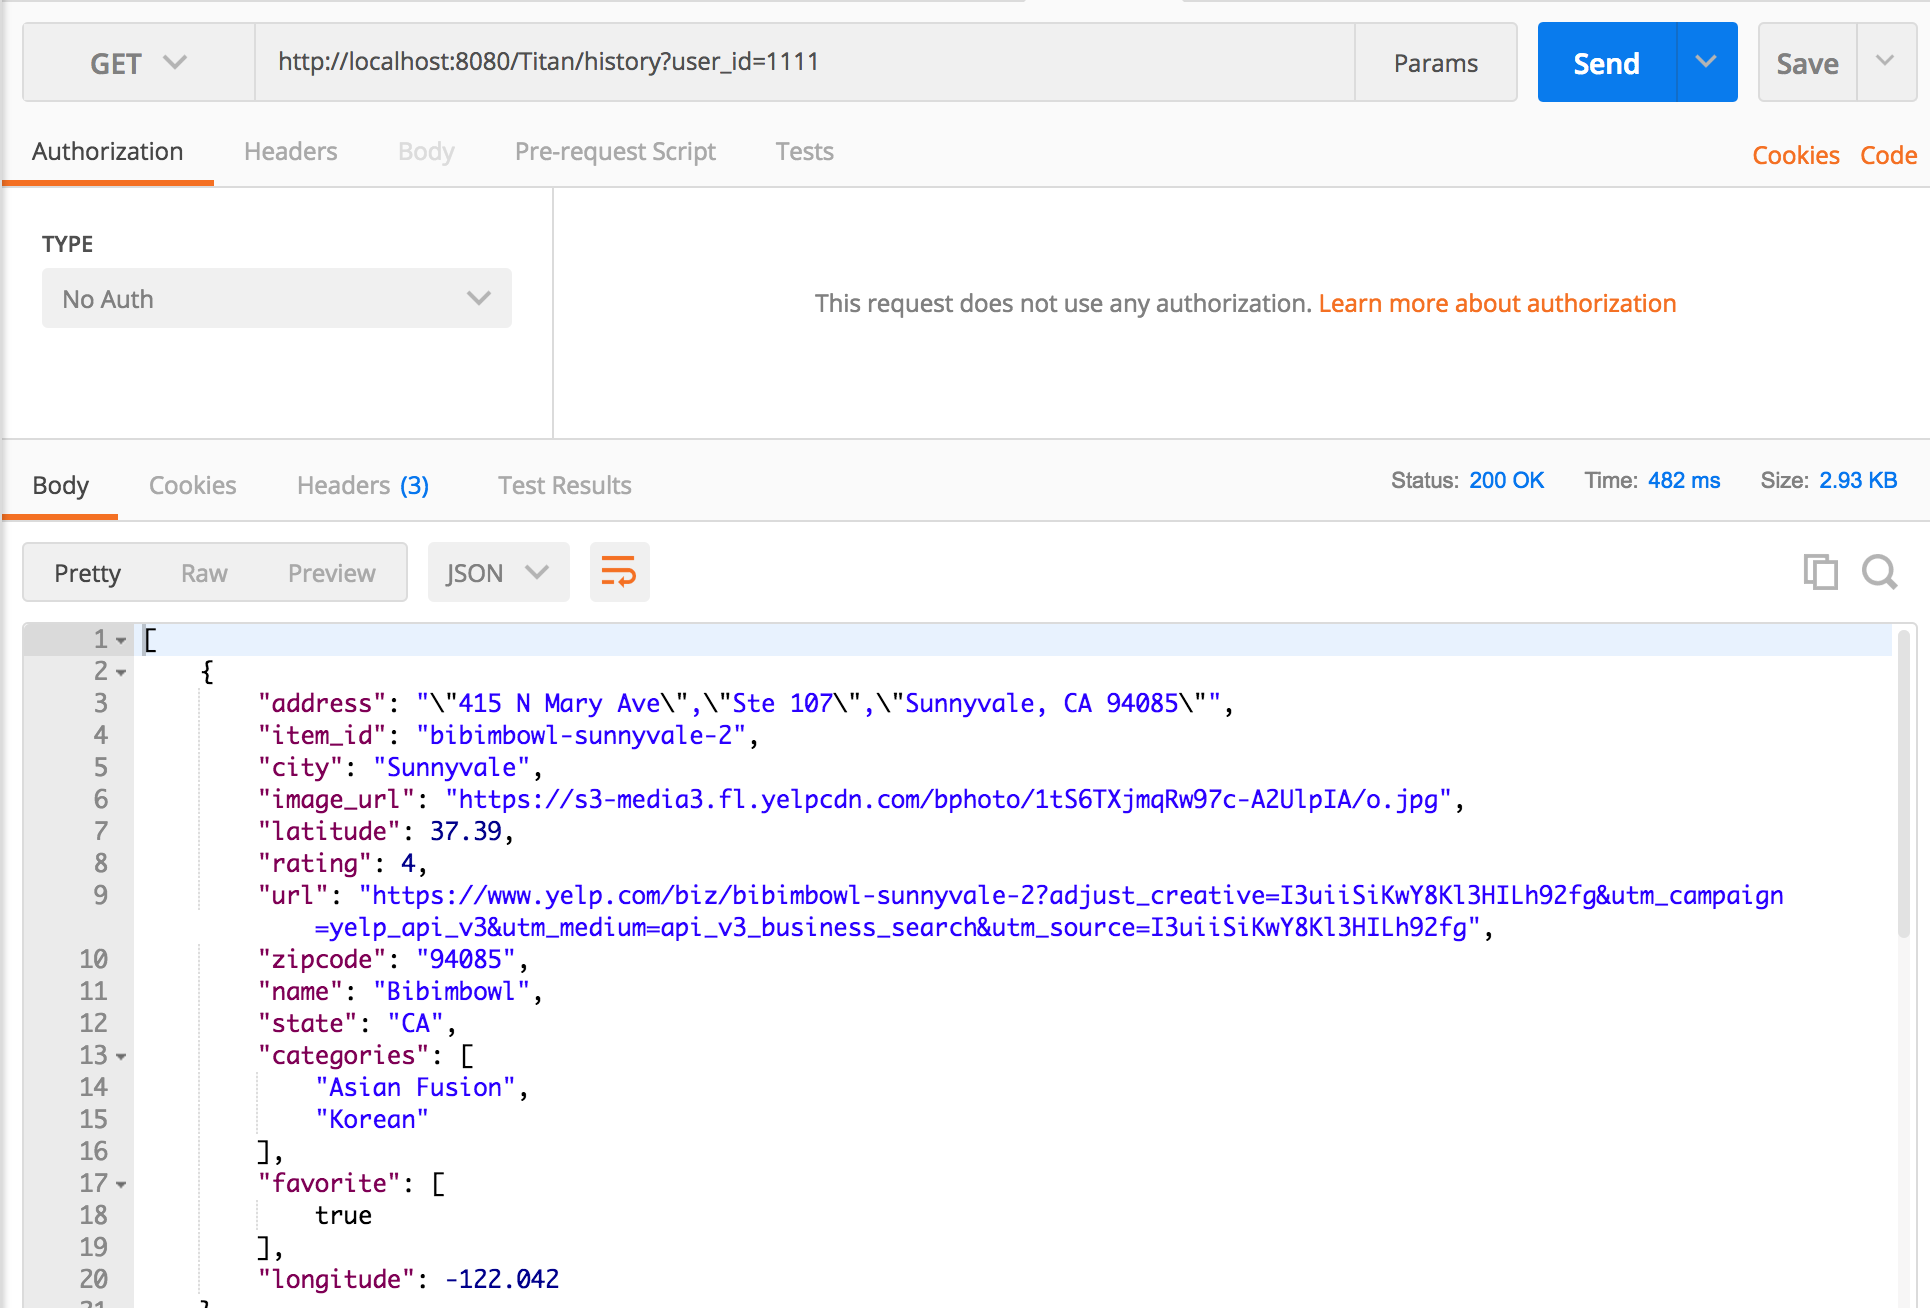 GET http://localhost:8080/Titan/history?user_id=1111 Params Send Save
Authorization Headers Body Pre-request Script Tests Cookies Code
TYPE
No Auth
This request does not use any authorization. Learn more about authorization
Body Cookies Headers (3) Test Results Status: 200 OK Time: 482 ms Size: 2.93 KB
Pretty Raw Preview JSON
1 [
2 {
3 "address": "\"415 N Mary Ave\",\"Ste 107\",\"Sunnyvale, CA 94085\"",
4 "item_id": "bibimbowl-sunnyvale-2",
5 "city": "Sunnyvale",
6 "image_url": "https://s3-media3.fl.yelpcdn.com/bphoto/1tS6TXjmqRw97c-A2UlpIA/o.jpg",
7 "latitude": 37.39,
8 "rating": 4,
9 "url": "https://www.yelp.com/biz/bibimbowl-sunnyvale-2?adjust_creative=I3uiiSiKwY8Kl3HILh92fg&utm_campaign
=yelp_api_v3&utm_medium=api_v3_business_search&utm_source=I3uiiSiKwY8Kl3HILh92fg",
10 "zipcode": "94085",
11 "name": "Bibimbowl",
12 "state": "CA",
13 "categories": [
14 "Asian Fusion",
15 "Korean"
16 ],
17 "favorite": [
18 true
19 ],
20 "longitude": -122.042